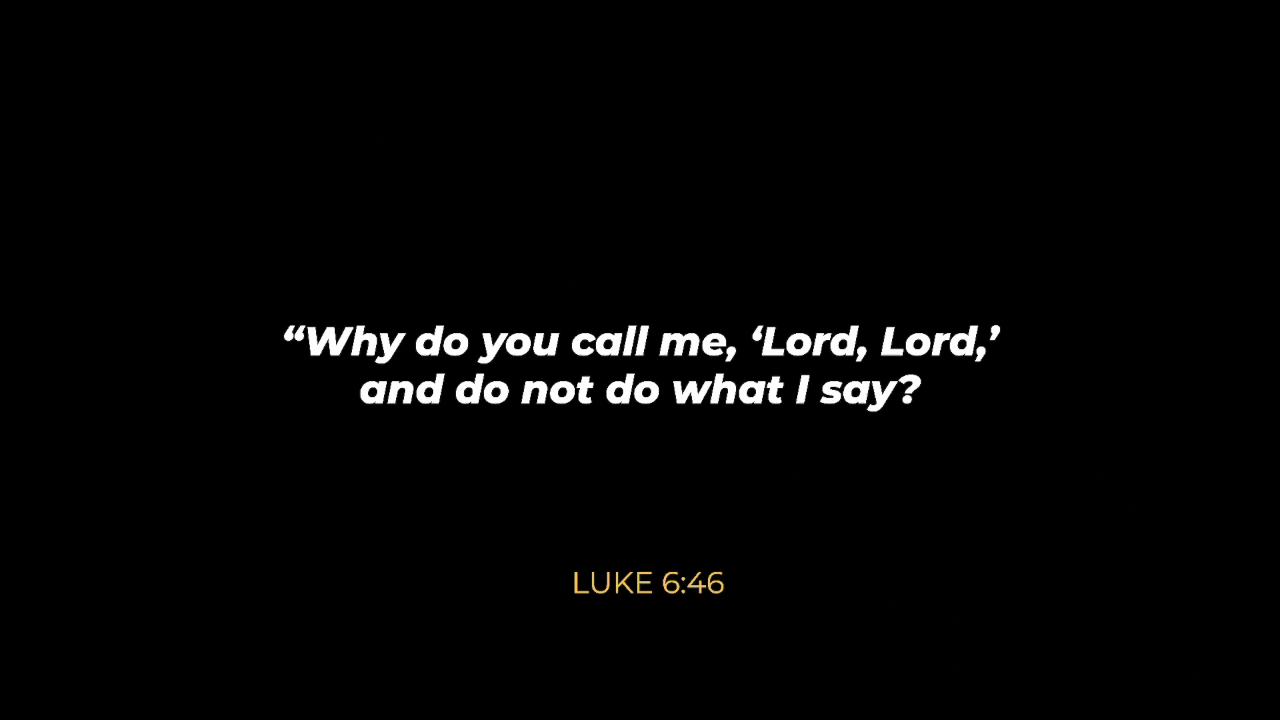 “Why do you call me, ‘Lord, Lord,’
and do not do what I say?
LUKE 6:46